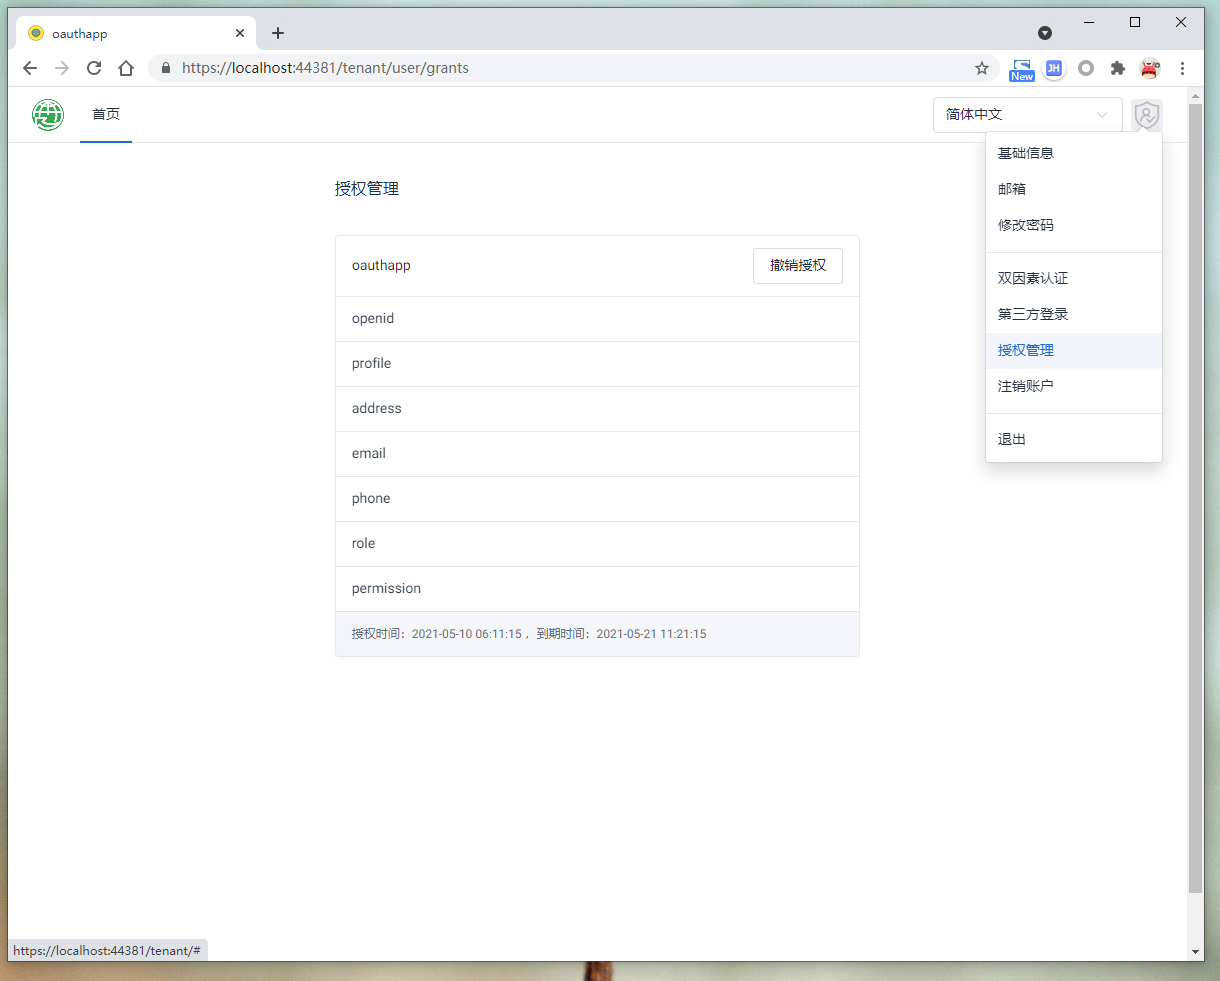 oauthapp
https://localhost:44381/tenant/user/grants
New
JH
首页
简体中文
基础信息
邮箱
修改密码
双因素认证
第三方登录
授权管理
注销账户
退出
授权管理
oauthapp
撤销授权
openid
profile
address
email
phone
role
permission
授权时间：2021-05-10 06:11:15 ，到期时间：2021-05-21 11:21:15
https://localhost:44381/tenant/#